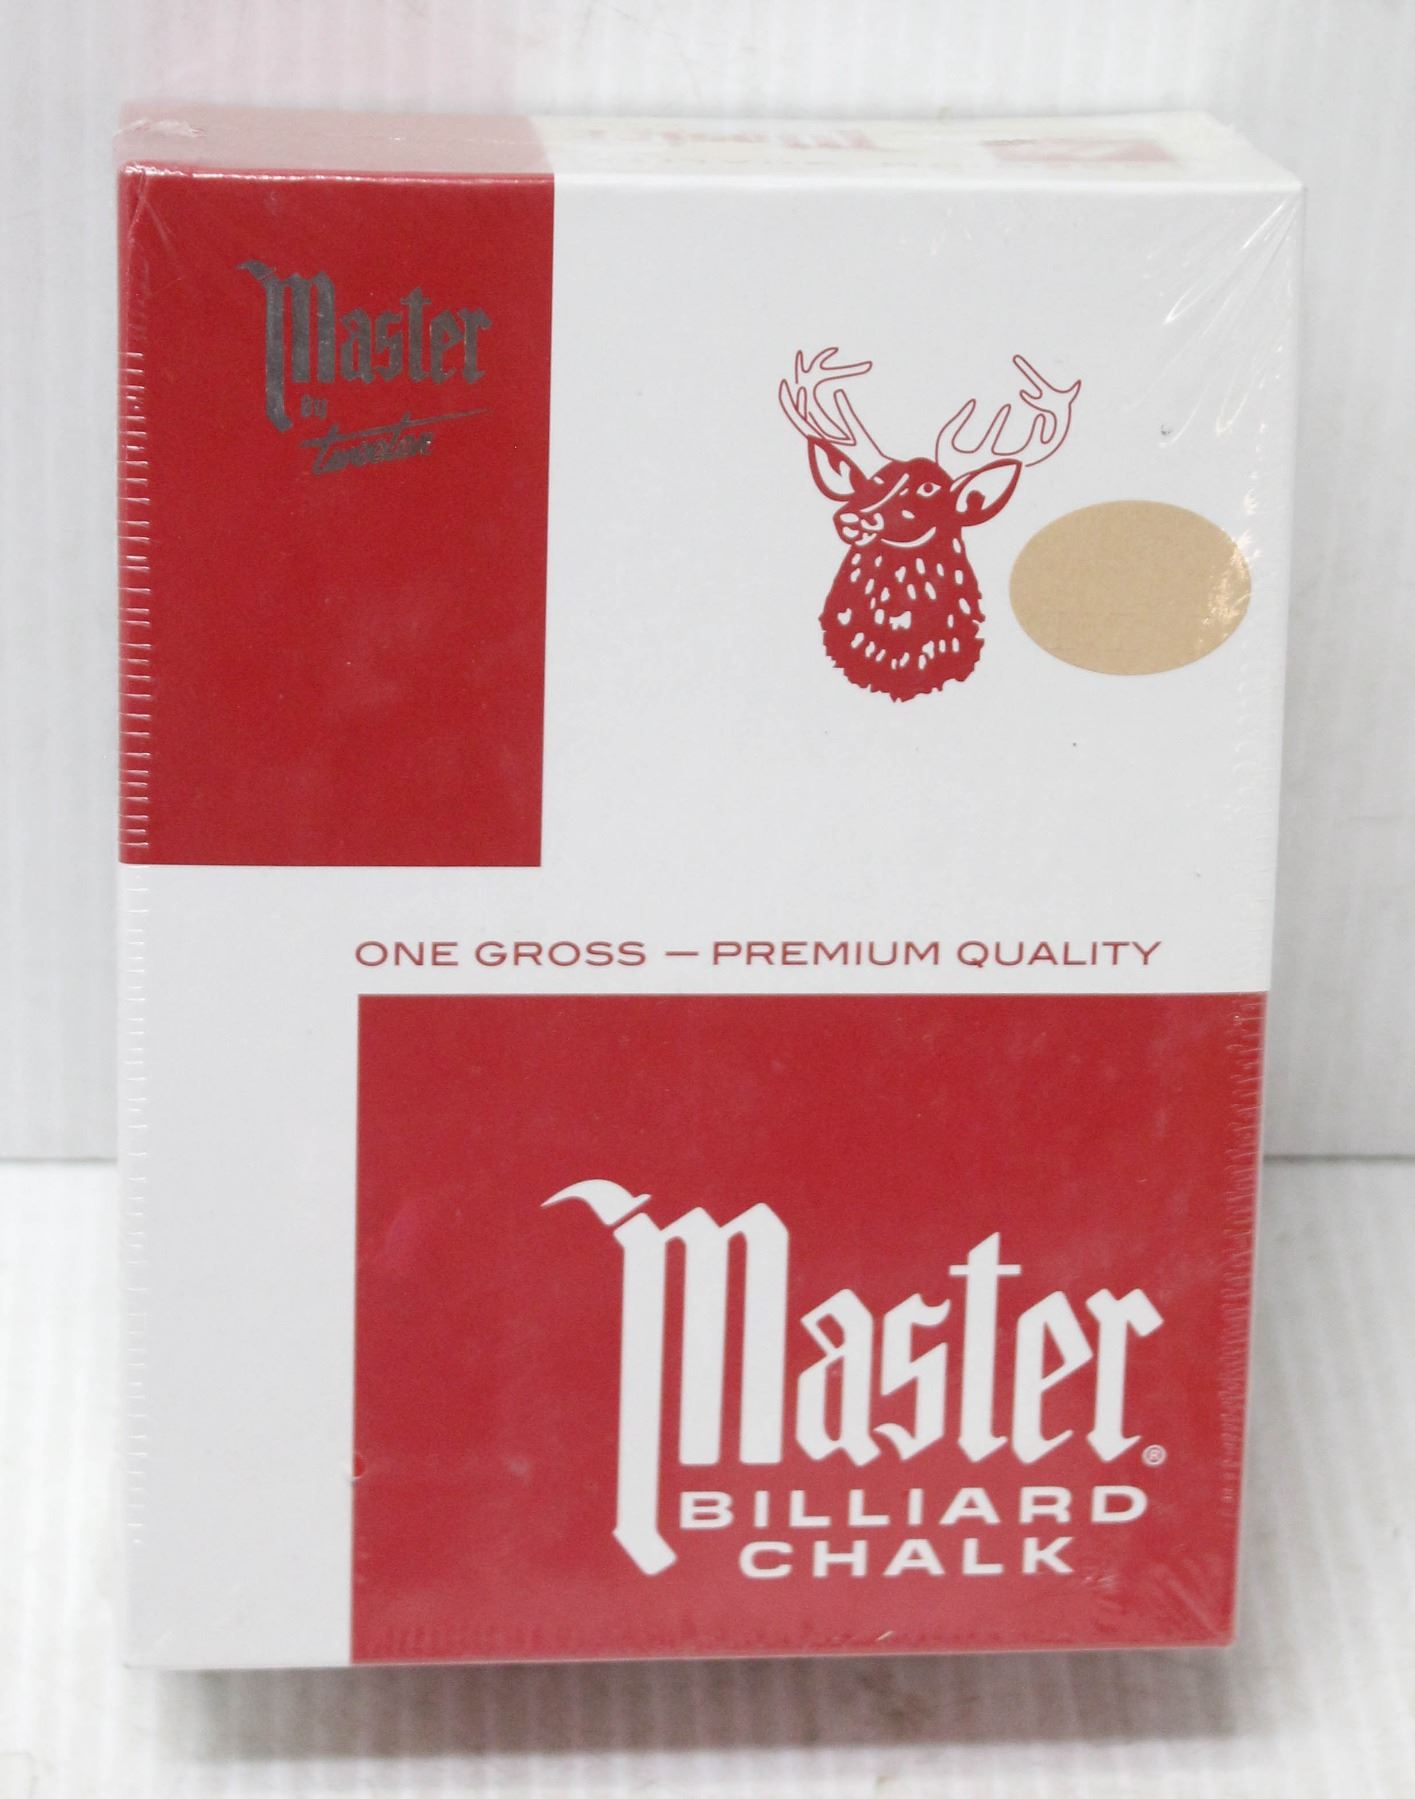 Master
By
tweeten
ONE GROSS — PREMIUM QUALITY
Master®
BILLIARD
CHALK